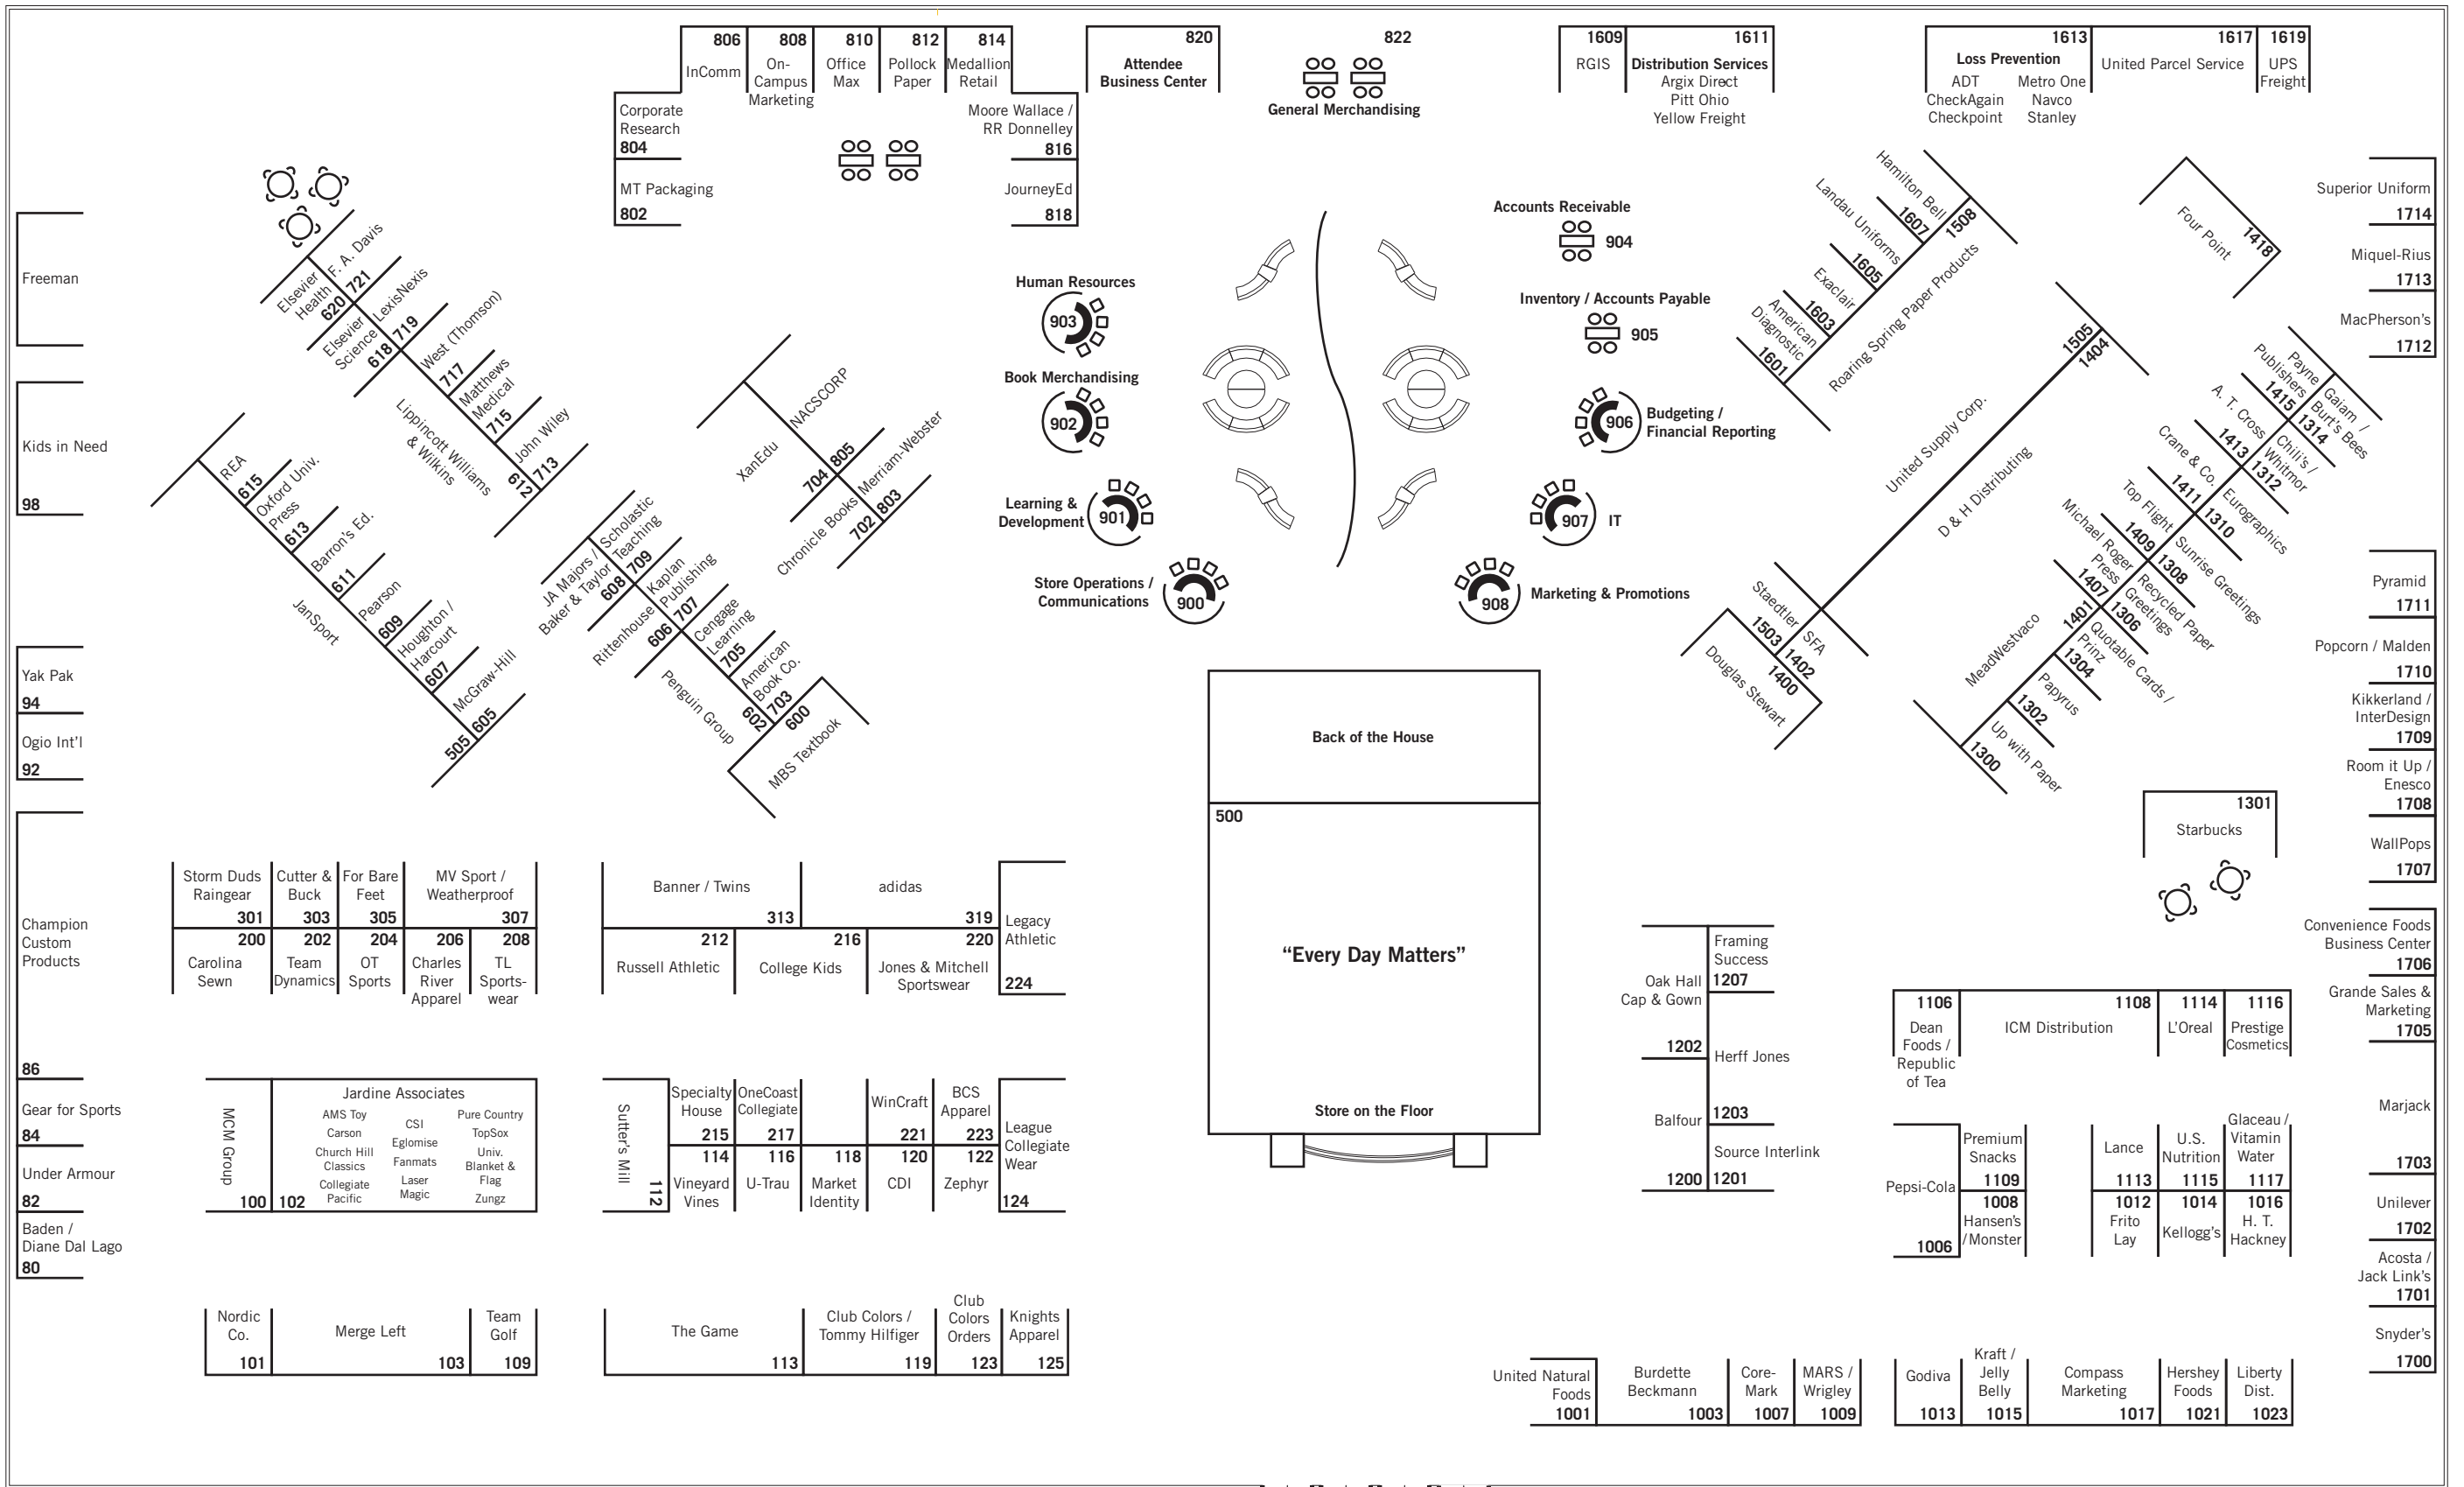 806
InComm
808
On-
Campus
Marketing
810
Office
Max
812
Pollock
Paper
814
Medallion
Retail
Corporate
Research
804
MT Packaging
802
Moore Wallace /
RR Donnelley
816
JourneyEd
818
820
Attendee
Business Center
822
General Merchandising
1609
RGIS
1611
Distribution Services
Argix Direct
Pitt Ohio
Yellow Freight
1613
Loss Prevention
ADT
CheckAgain
Checkpoint
Metro One
Navco
Stanley
1617
United Parcel Service
1619
UPS
Freight
Freeman
Kids in Need
98
Yak Pak
94
Ogio Int'l
92
Champion
Custom
Products
86
Gear for Sports
84
Under Armour
82
Baden /
Diane Dal Lago
80
F. A. Davis
721
Elsevier
Health
620
LexisNexis
719
Elsevier
Science
618
West (Thomson)
717
Matthews
Medical
715
John Wiley
713
Lippincott Williams
& Wilkins
612
REA
615
Oxford Univ.
Press
613
Barron's Ed.
611
Pearson
609
Houghton /
Harcourt
607
McGraw-Hill
605
JanSport
505
NACSCORP
805
XanEdu
704
Merriam-Webster
803
Chronicle Books
702
Scholastic
Teaching
709
JA Majors /
Baker & Taylor
608
Kaplan
Publishing
707
Rittenhouse
606
Cengage
Learning
705
American
Book Co.
703
Penguin Group
602
600
MBS Textbook
Human Resources
903
Book Merchandising
902
Learning &
Development
901
Store Operations /
Communications
900
Accounts Receivable
904
Inventory / Accounts Payable
905
906
Budgeting /
Financial Reporting
907
IT
908
Marketing & Promotions
Hamilton Bell
1607
Landau Uniforms
1605
Exaclair
1603
American
Diagnostic
1601
1508
Roaring Spring Paper Products
1505
United Supply Corp.
1404
D & H Distributing
Staedtler
1503
SFA
1402
1400
Douglas Stewart
1418
Four Point
Payne
Publishers
1415
Gaiam /
Burt's Bees
1314
A. T. Cross
1413
Chili's /
Whitmor
1312
Crane & Co.
1411
Eurographics
1310
Top Flight
1409
Sunrise Greetings
1308
Michael Roger
Press
1407
Recycled Paper
Greetings
1306
1401
MeadWestvaco
Quotable Cards /
Prinz
1304
Papyrus
1302
Up with Paper
1300
1301
Starbucks
Superior Uniform
1714
Miquel-Rius
1713
MacPherson's
1712
Pyramid
1711
Popcorn / Malden
1710
Kikkerland /
InterDesign
1709
Room it Up /
Enesco
1708
WallPops
1707
Convenience Foods
Business Center
1706
Grande Sales &
Marketing
1705
Marjack
1703
Unilever
1702
Acosta /
Jack Link's
1701
Snyder's
1700
Back of the House
500
“Every Day Matters”
Store on the Floor
Storm Duds
Raingear
301
Cutter &
Buck
303
For Bare
Feet
305
MV Sport /
Weatherproof
307
200
Carolina
Sewn
202
Team
Dynamics
204
OT
Sports
206
Charles
River
Apparel
208
TL
Sports-
wear
Banner / Twins
313
adidas
319
212
Russell Athletic
216
College Kids
220
Jones & Mitchell
Sportswear
Legacy
Athletic
224
MCM Group
100
Jardine Associates
AMS Toy
Carson
Church Hill
Classics
Collegiate
Pacific
CSI
Eglomise
Fanmats
Laser
Magic
Pure Country
TopSox
Univ.
Blanket &
Flag
Zungz
102
Sutter's Mill
112
Specialty
House
215
OneCoast
Collegiate
217
WinCraft
221
BCS
Apparel
223
114
Vineyard
Vines
116
U-Trau
118
Market
Identity
120
CDI
122
Zephyr
League
Collegiate
Wear
124
Nordic
Co.
101
Merge Left
103
Team
Golf
109
The Game
113
Club Colors /
Tommy Hilfiger
119
Club
Colors
Orders
123
Knights
Apparel
125
Oak Hall
Cap & Gown
1202
Framing
Success
1207
Herff Jones
1203
Balfour
1200
Source Interlink
1201
1106
Dean
Foods /
Republic
of Tea
1108
ICM Distribution
1114
L'Oreal
1116
Prestige
Cosmetics
Pepsi-Cola
1006
Premium
Snacks
1109
1008
Hansen's
/Monster
Lance
1113
U.S.
Nutrition
1115
Glaceau /
Vitamin
Water
1117
1012
Frito
Lay
1014
Kellogg's
1016
H. T.
Hackney
United Natural
Foods
1001
Burdette
Beckmann
1003
Core-
Mark
1007
MARS /
Wrigley
1009
Godiva
1013
Kraft /
Jelly
Belly
1015
Compass
Marketing
1017
Hershey
Foods
1021
Liberty
Dist.
1023